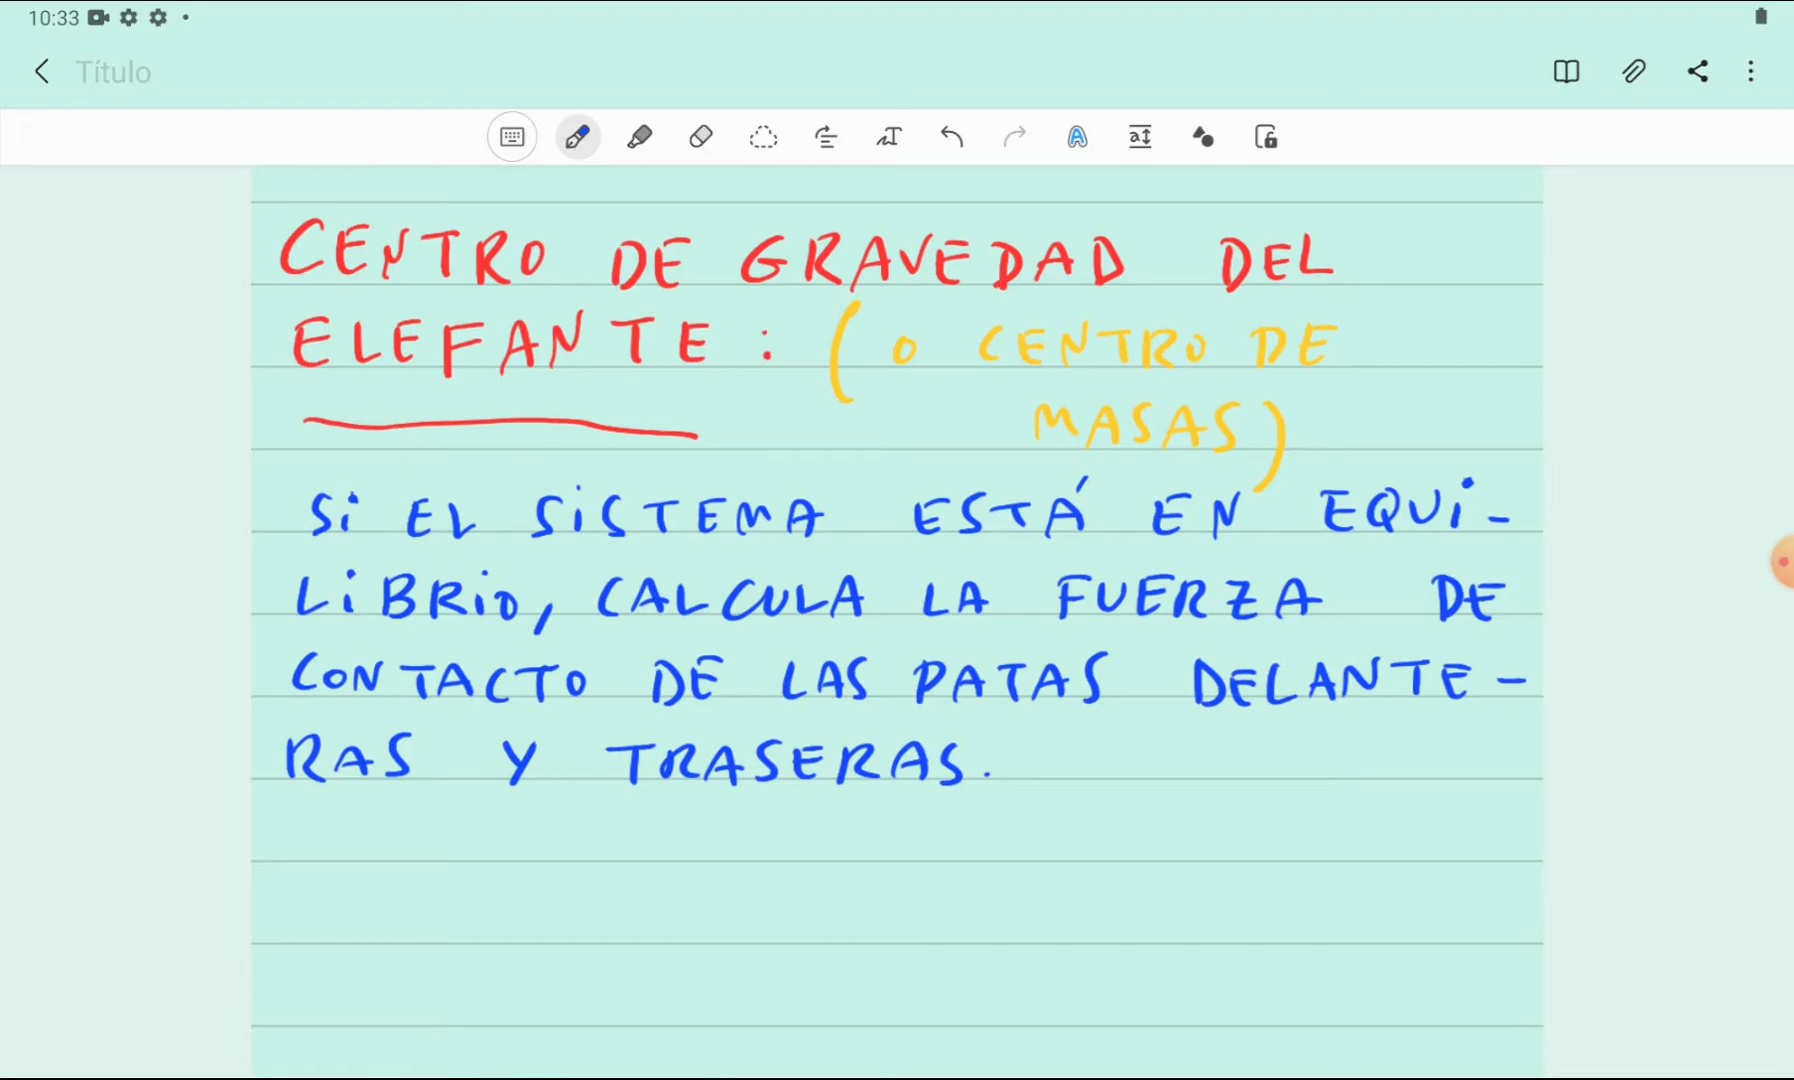 10:33
Título
CENTRO DE GRAVEDAD DEL
ELEFANTE: (O CENTRO DE
MASAS)
Si EL SiSTEMA ESTÁ EN EQUi-
LiBRiO, CALCULA LA FUERZA DE
CONTACTO DE LAS PATAS DELANTE-
RAS Y TRASERAS.